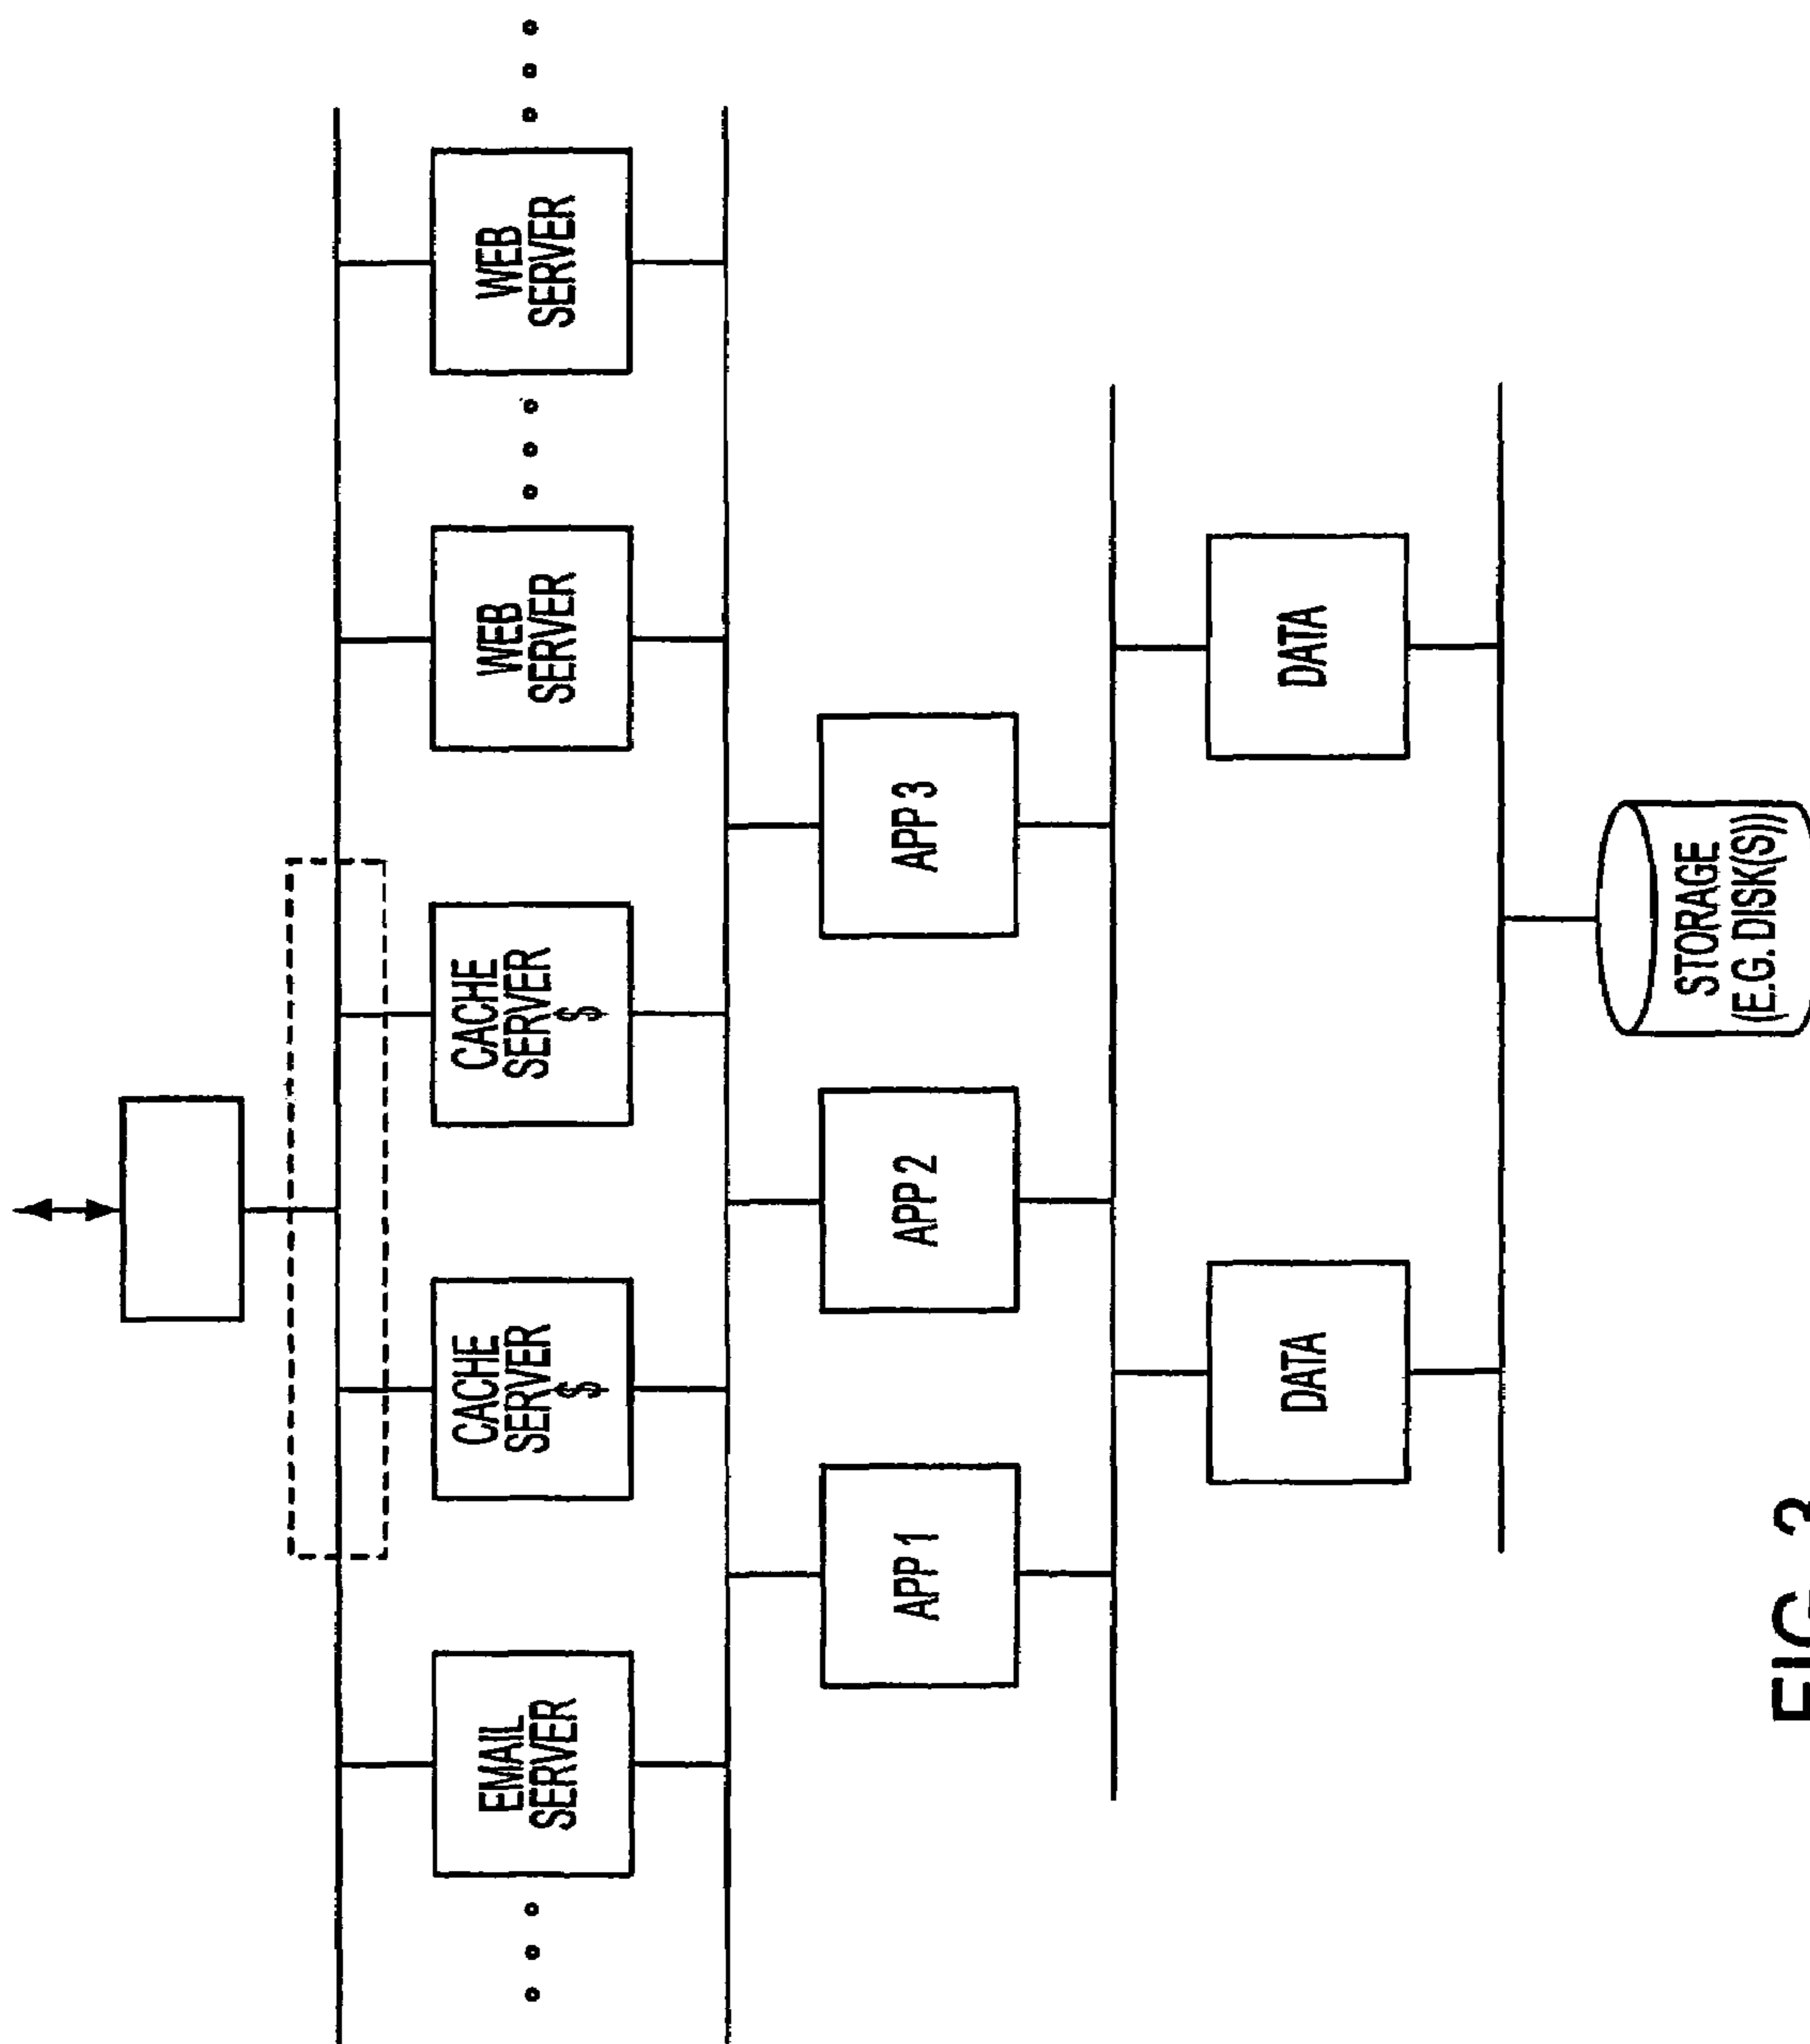 EMAIL
SERVER
CACHE
SERVER
$
CACHE
SERVER
$
WEB
SERVER
WEB
SERVER
APP 1
APP 2
APP 3
DATA
DATA
STORAGE
(E.G. DISK(S))
FIG